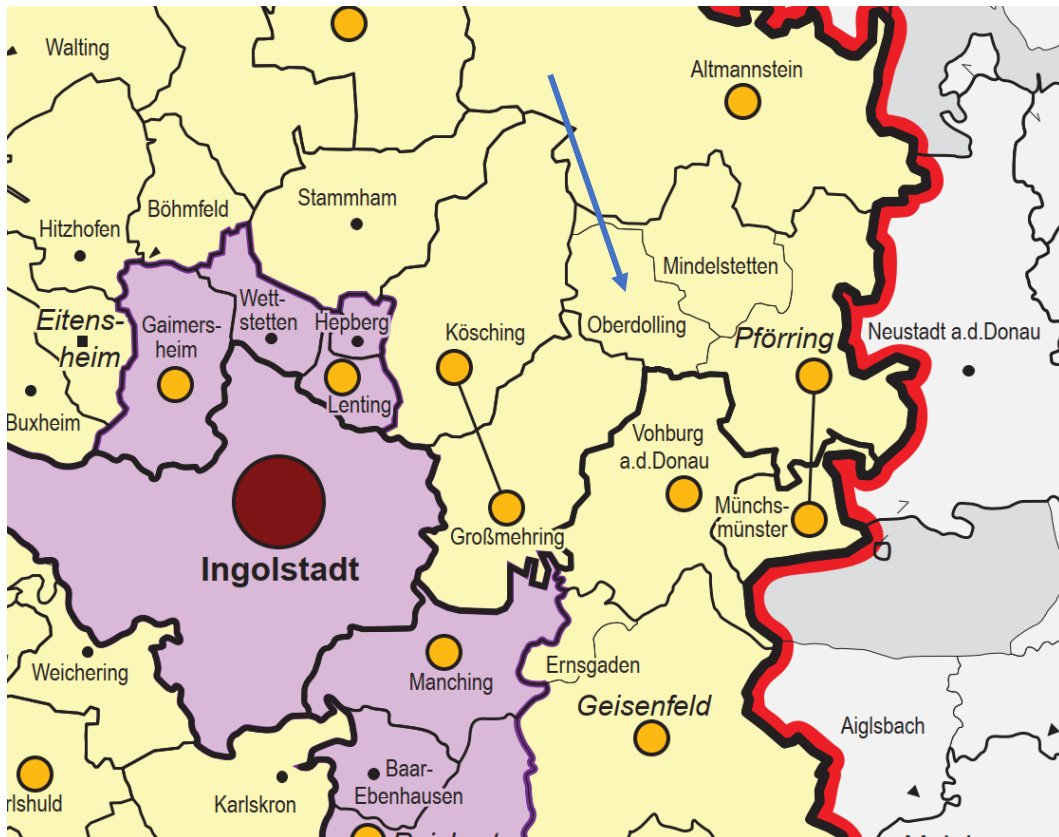 Walting
Altmannstein
Stammham
Böhmfeld
Hitzhofen
Mindelstetten
Wett-
stetten
Hepberg
Eitens-
heim
Gaimers-
heim
Kösching
Oberdolling
Pförring
Neustadt a.d.Donau
Lenting
Buxheim
Vohburg
a.d.Donau
Münchs-
münster
Großmehring
Ingolstadt
Weichering
Manching
Ernsgaden
Geisenfeld
Aiglsbach
Baar-
Ebenhausen
rlshuld
Karlskron